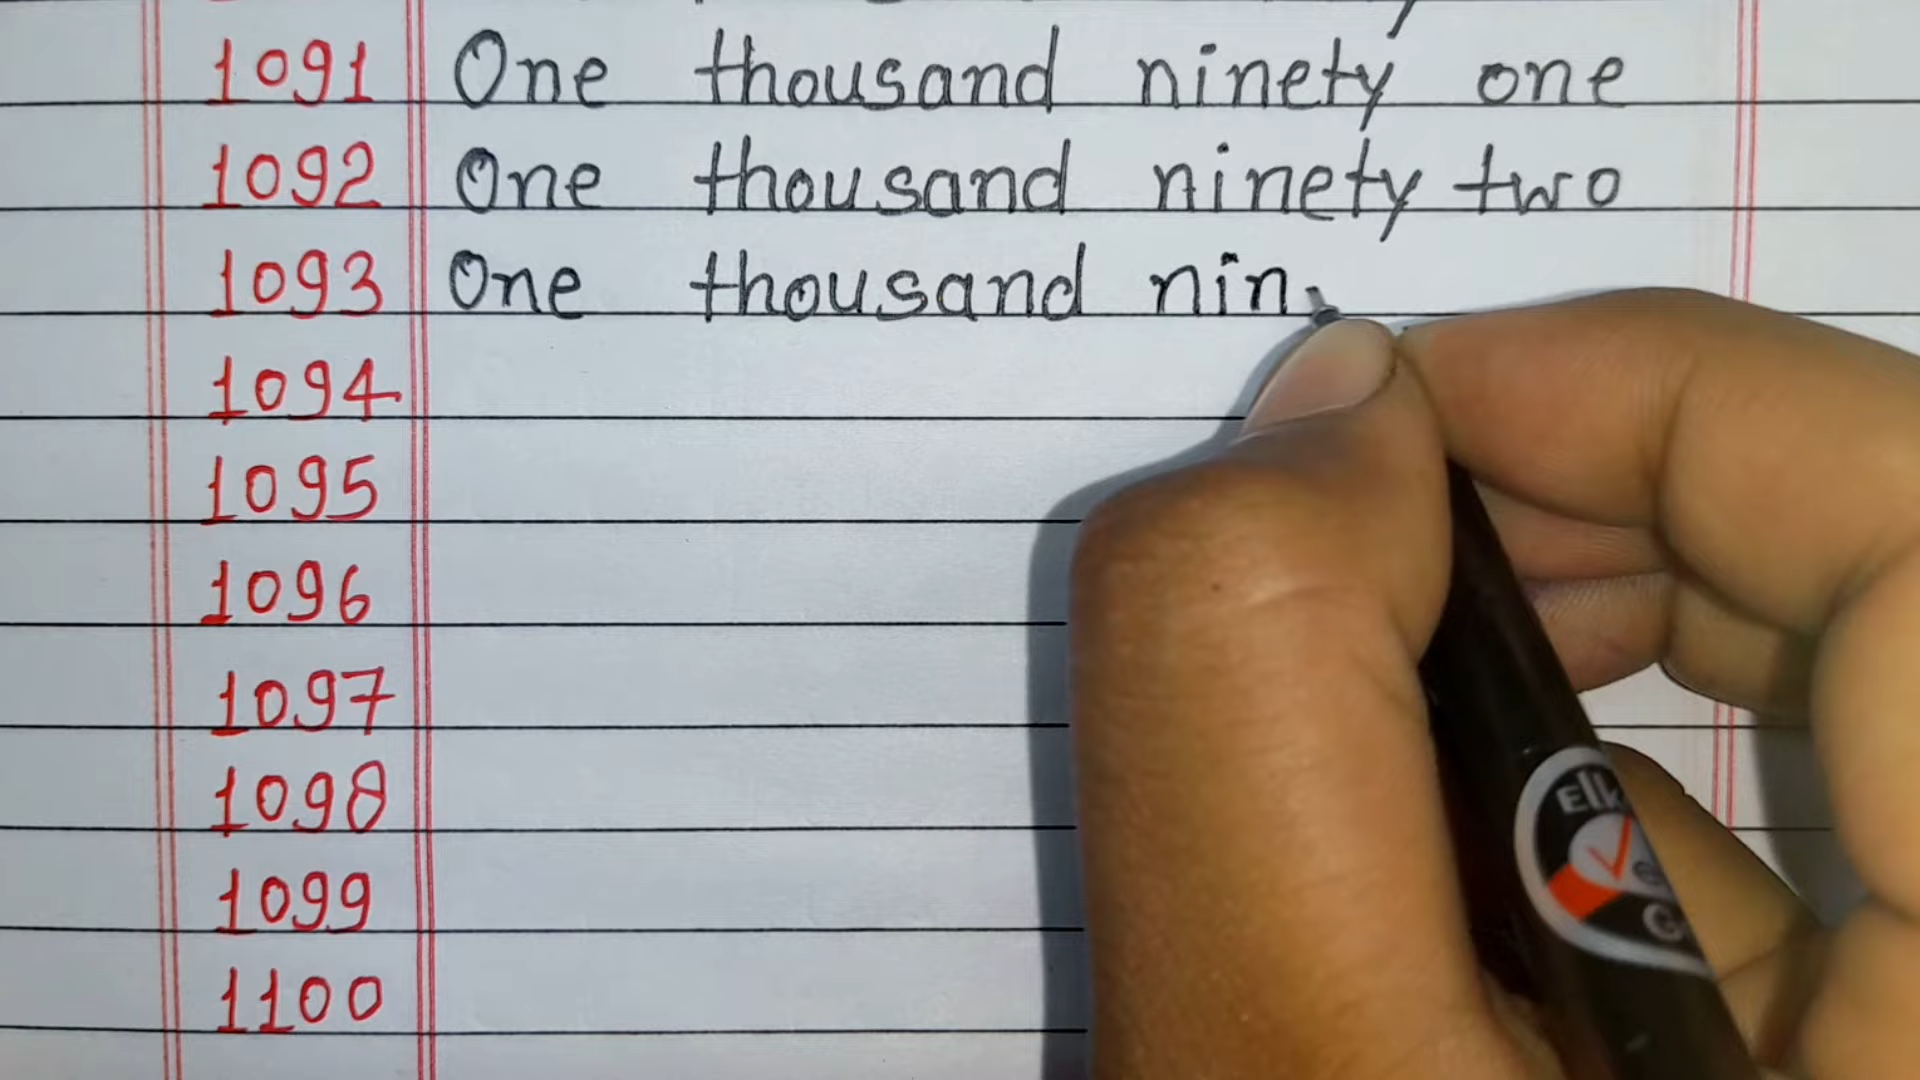 1091 One thousand ninety one
1092 One thousand ninety two
1093 One thousand nin
1094
1095
1096
1097
1098
1099
1100